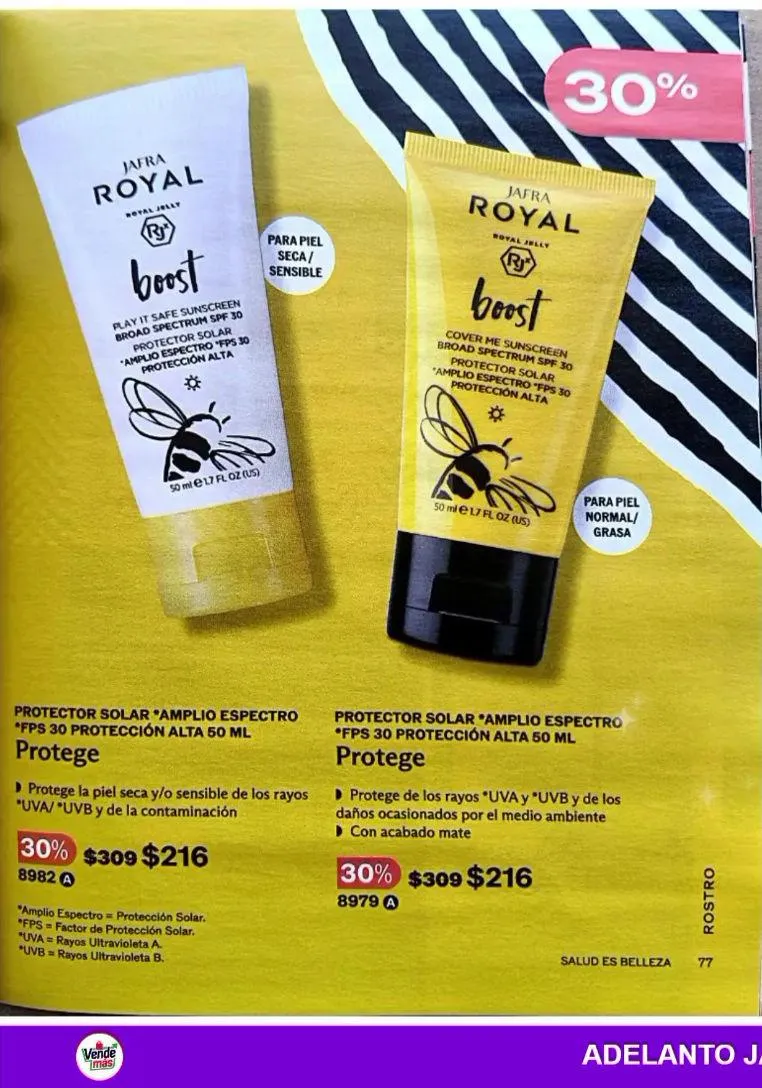 30%
JAFRA
ROYAL
ROYAL JELLY
RJx
boost
PLAY IT SAFE SUNSCREEN
BROAD SPECTRUM SPF 30
PROTECTOR SOLAR
*AMPLIO ESPECTRO *FPS 30
PROTECCIÓN ALTA
50 ml e 1.7 FL OZ (US)
PARA PIEL
SECA/
SENSIBLE
JAFRA
ROYAL
ROYAL JELLY
RJx
boost
COVER ME SUNSCREEN
BROAD SPECTRUM SPF 30
PROTECTOR SOLAR
*AMPLIO ESPECTRO *FPS 30
PROTECCIÓN ALTA
50 ml e 1.7 FL OZ (US)
PARA PIEL
NORMAL/
GRASA
PROTECTOR SOLAR *AMPLIO ESPECTRO
*FPS 30 PROTECCIÓN ALTA 50 ML
Protege
Protege la piel seca y/o sensible de los rayos
*UVA/ *UVB y de la contaminación
30% $309 $216
8982 A
*Amplio Espectro = Protección Solar.
*FPS = Factor de Protección Solar.
*UVA = Rayos Ultravioleta A.
*UVB = Rayos Ultravioleta B.
PROTECTOR SOLAR *AMPLIO ESPECTRO
*FPS 30 PROTECCIÓN ALTA 50 ML
Protege
Protege de los rayos *UVA y *UVB y de los
daños ocasionados por el medio ambiente
Con acabado mate
30% $309 $216
8979 A
ROSTRO
SALUD ES BELLEZA 77
Vende
más
ADELANTO JA